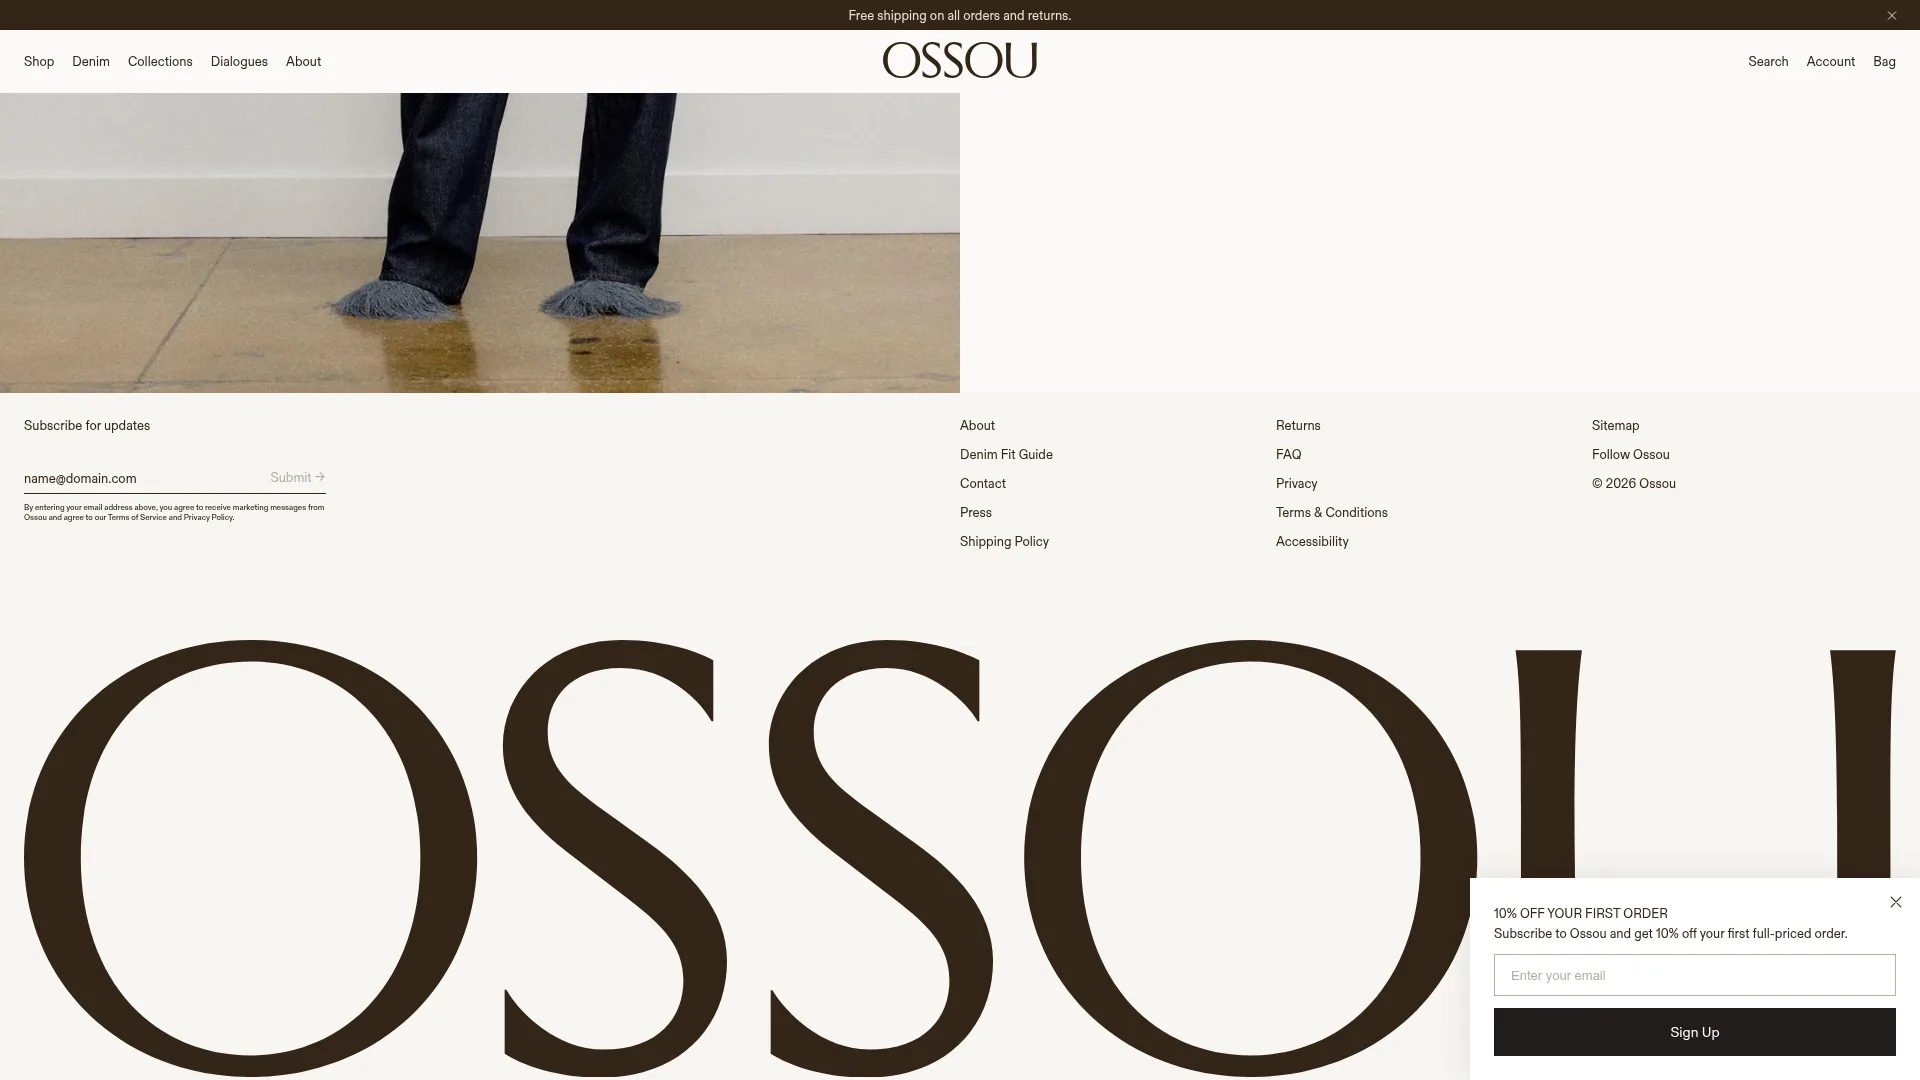 Free shipping on all orders and returns.
Shop Denim Collections Dialogues About
OSSOU
Search Account Bag
Subscribe for updates
name@domain.com Submit →
By entering your email address above, you agree to receive marketing messages from
Ossou and agree to our Terms of Service and Privacy Policy.
About
Denim Fit Guide
Contact
Press
Shipping Policy
Returns
FAQ
Privacy
Terms & Conditions
Accessibility
Sitemap
Follow Ossou
© 2026 Ossou
OSSOU
10% OFF YOUR FIRST ORDER
Subscribe to Ossou and get 10% off your first full-priced order.
Enter your email
Sign Up